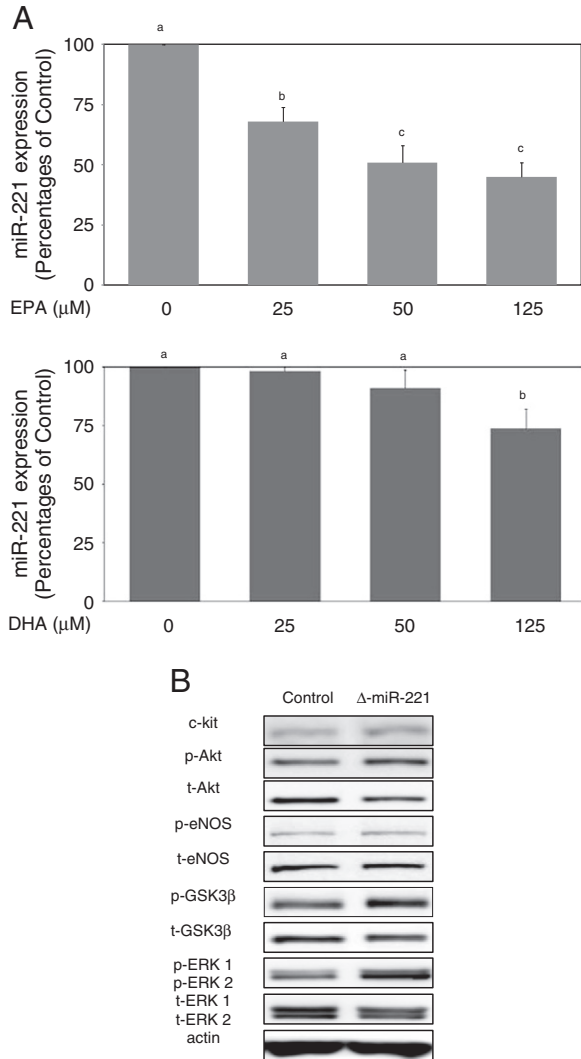 A
miR-221 expression
(Percentages of Control)
100
75
50
25
0
a
b
c
c
EPA (μM)
0 25 50 125
miR-221 expression
(Percentages of Control)
100
75
50
25
0
a
a
a
b
DHA (μM)
0 25 50 125
B
Control Δ-miR-221
c-kit
p-Akt
t-Akt
p-eNOS
t-eNOS
p-GSK3β
t-GSK3β
p-ERK 1
p-ERK 2
t-ERK 1
t-ERK 2
actin